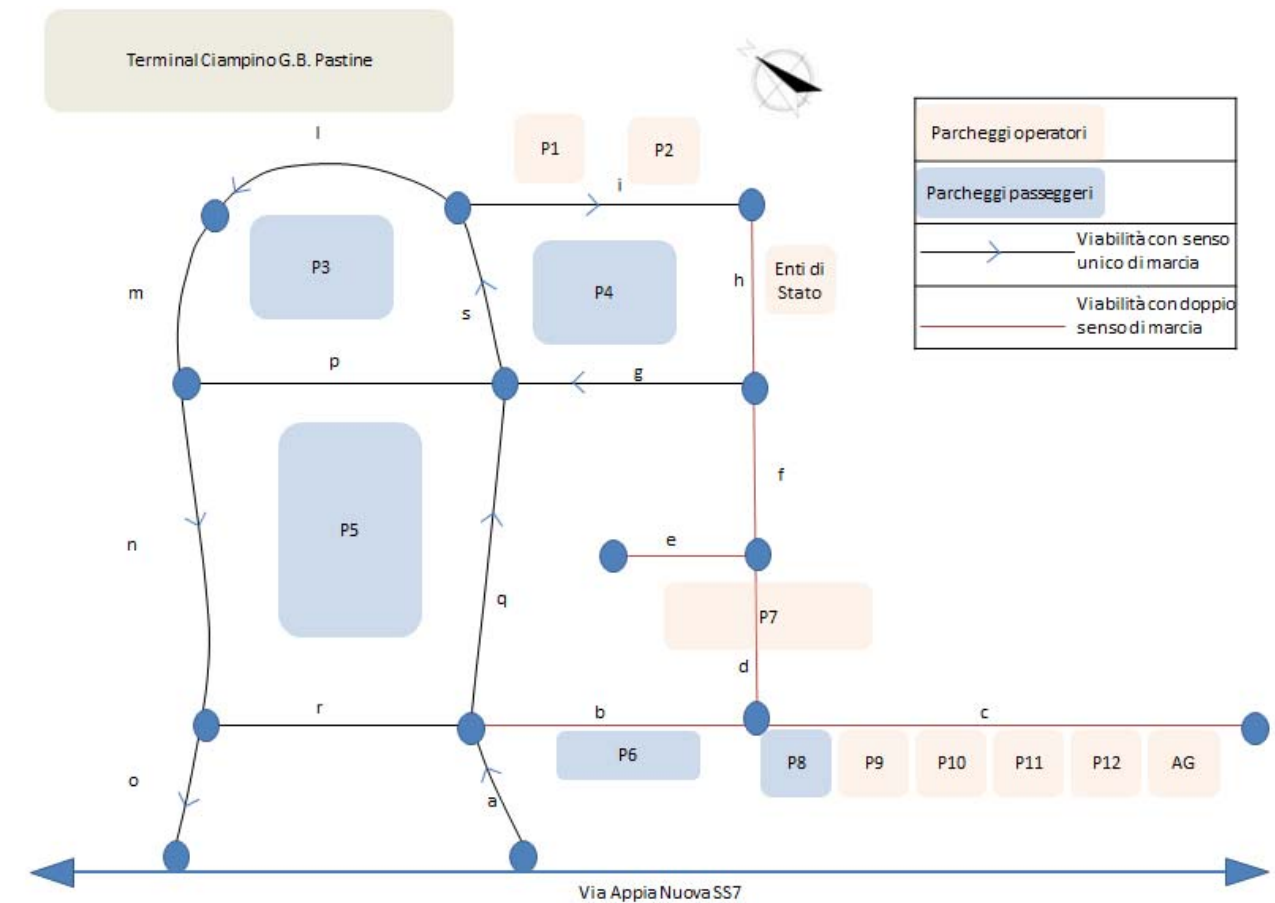 Terminal Ciampino G.B. Pastine
N
l
P1
P2
i
Parcheggi operatori
Parcheggi passeggeri
Viabilità con senso
unico di marcia
Viabilità con doppio
senso di marcia
P3
P4
Enti di
Stato
h
m
s
p
g
P5
f
n
e
q
P7
d
r
b
c
P6
P8
P9
P10
P11
P12
AG
o
a
Via Appia Nuova SS7